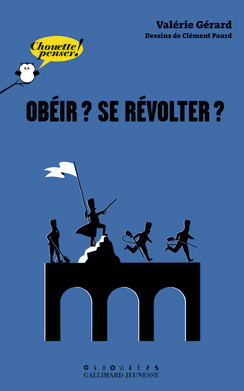 Valérie Gérard
Dessins de Clément Paurd
Chouette
penser!
OBÉIR ? SE RÉVOLTER ?
GIBOULÉES
GALLIMARD JEUNESSE